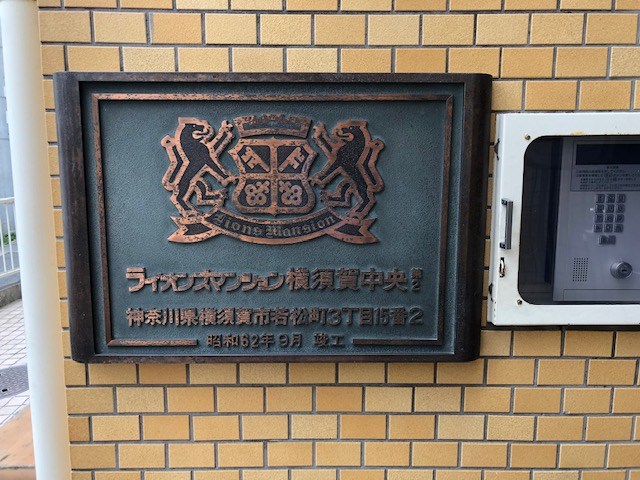 Lions Mansion
ライオンズマンション横須賀中央第2
神奈川県横須賀市若松町3丁目15番2
昭和62年9月 竣工